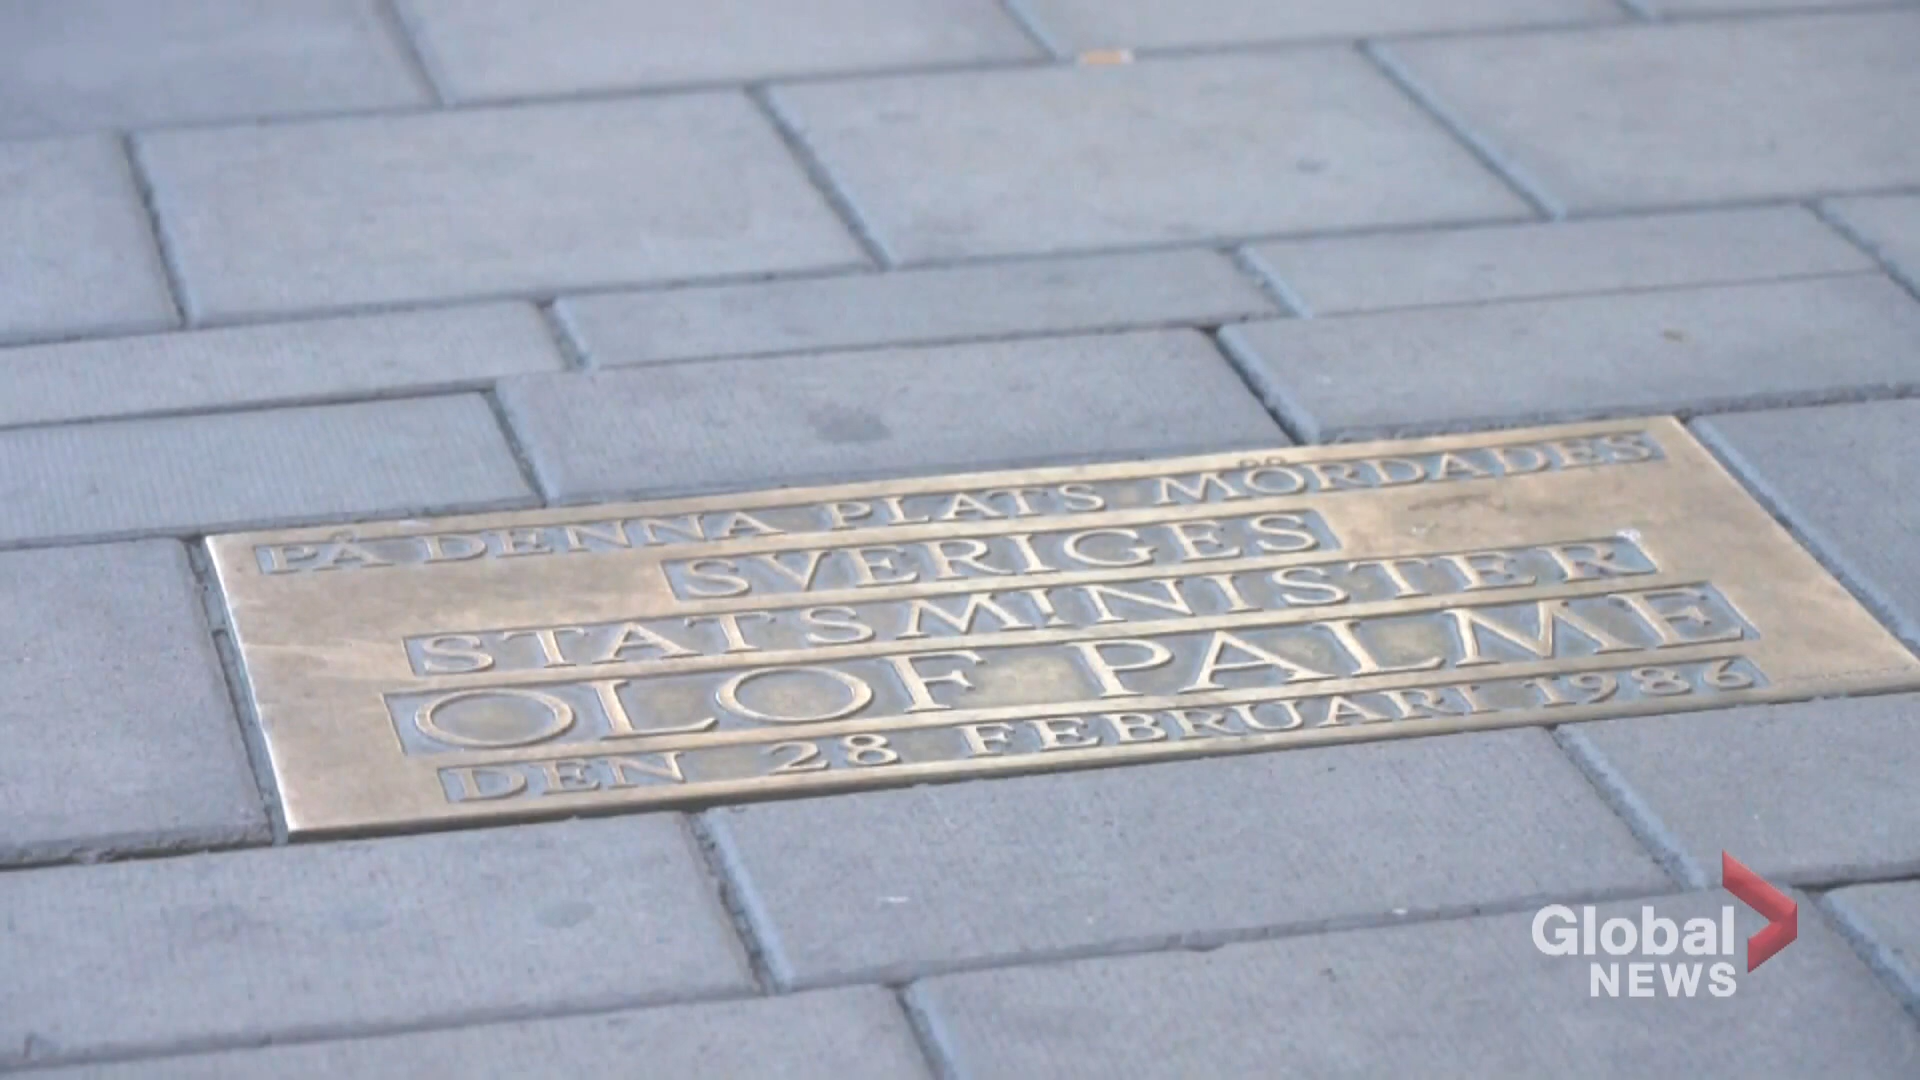 PÅ DENNA PLATS MÖRDADES
SVERIGES
STATSMINISTER
OLOF PALME
DEN 28 FEBRUARI 1986
Global
NEWS